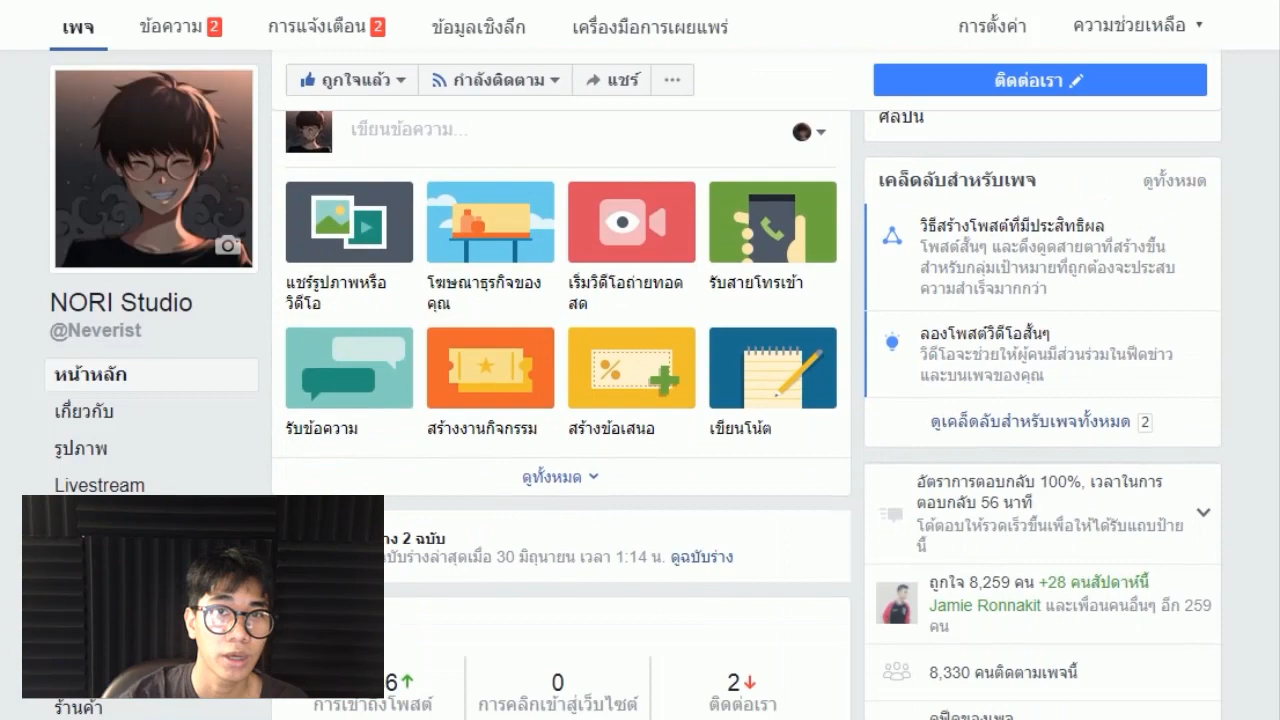 เพจ
ข้อความ 2
การแจ้งเตือน 2
ข้อมูลเชิงลึก
เครื่องมือการเผยแพร่
การตั้งค่า
ความช่วยเหลือ
ถูกใจแล้ว
กำลังติดตาม
แชร์
ติดต่อเรา
NORI Studio
@Neverist
หน้าหลัก
เกี่ยวกับ
รูปภาพ
Livestream
ร้านค้า
เขียนข้อความ...
แชร์รูปภาพหรือ
วิดีโอ
โฆษณาธุรกิจของ
คุณ
เริ่มวิดีโอถ่ายทอด
สด
รับสายโทรเข้า
รับข้อความ
สร้างงานกิจกรรม
สร้างข้อเสนอ
เขียนโน้ต
ดูทั้งหมด
าง 2 ฉบับ
ฉบับร่างล่าสุดเมื่อ 30 มิถุนายน เวลา 1:14 น. ดูฉบับร่าง
6
การเข้าถึงโพสต์
0
การคลิกเข้าสู่เว็บไซต์
2
ติดต่อเรา
ศิลปิน
เคล็ดลับสำหรับเพจ
ดูทั้งหมด
วิธีสร้างโพสต์ที่มีประสิทธิผล
โพสต์สั้นๆ และดึงดูดสายตาที่สร้างขึ้น
สำหรับกลุ่มเป้าหมายที่ถูกต้องจะประสบ
ความสำเร็จมากกว่า
ลองโพสต์วิดีโอสั้นๆ
วิดีโอจะช่วยให้ผู้คนมีส่วนร่วมในฟีดข่าว
และบนเพจของคุณ
ดูเคล็ดลับสำหรับเพจทั้งหมด 2
อัตราการตอบกลับ 100%, เวลาในการ
ตอบกลับ 56 นาที
โต้ตอบให้รวดเร็วขึ้นเพื่อให้ได้รับแถบป้าย
นี้
ถูกใจ 8,259 คน +28 คนสัปดาห์นี้
Jamie Ronnakit และเพื่อนคนอื่นๆ อีก 259
คน
8,330 คนติดตามเพจนี้
ดูฟีดของเพจ